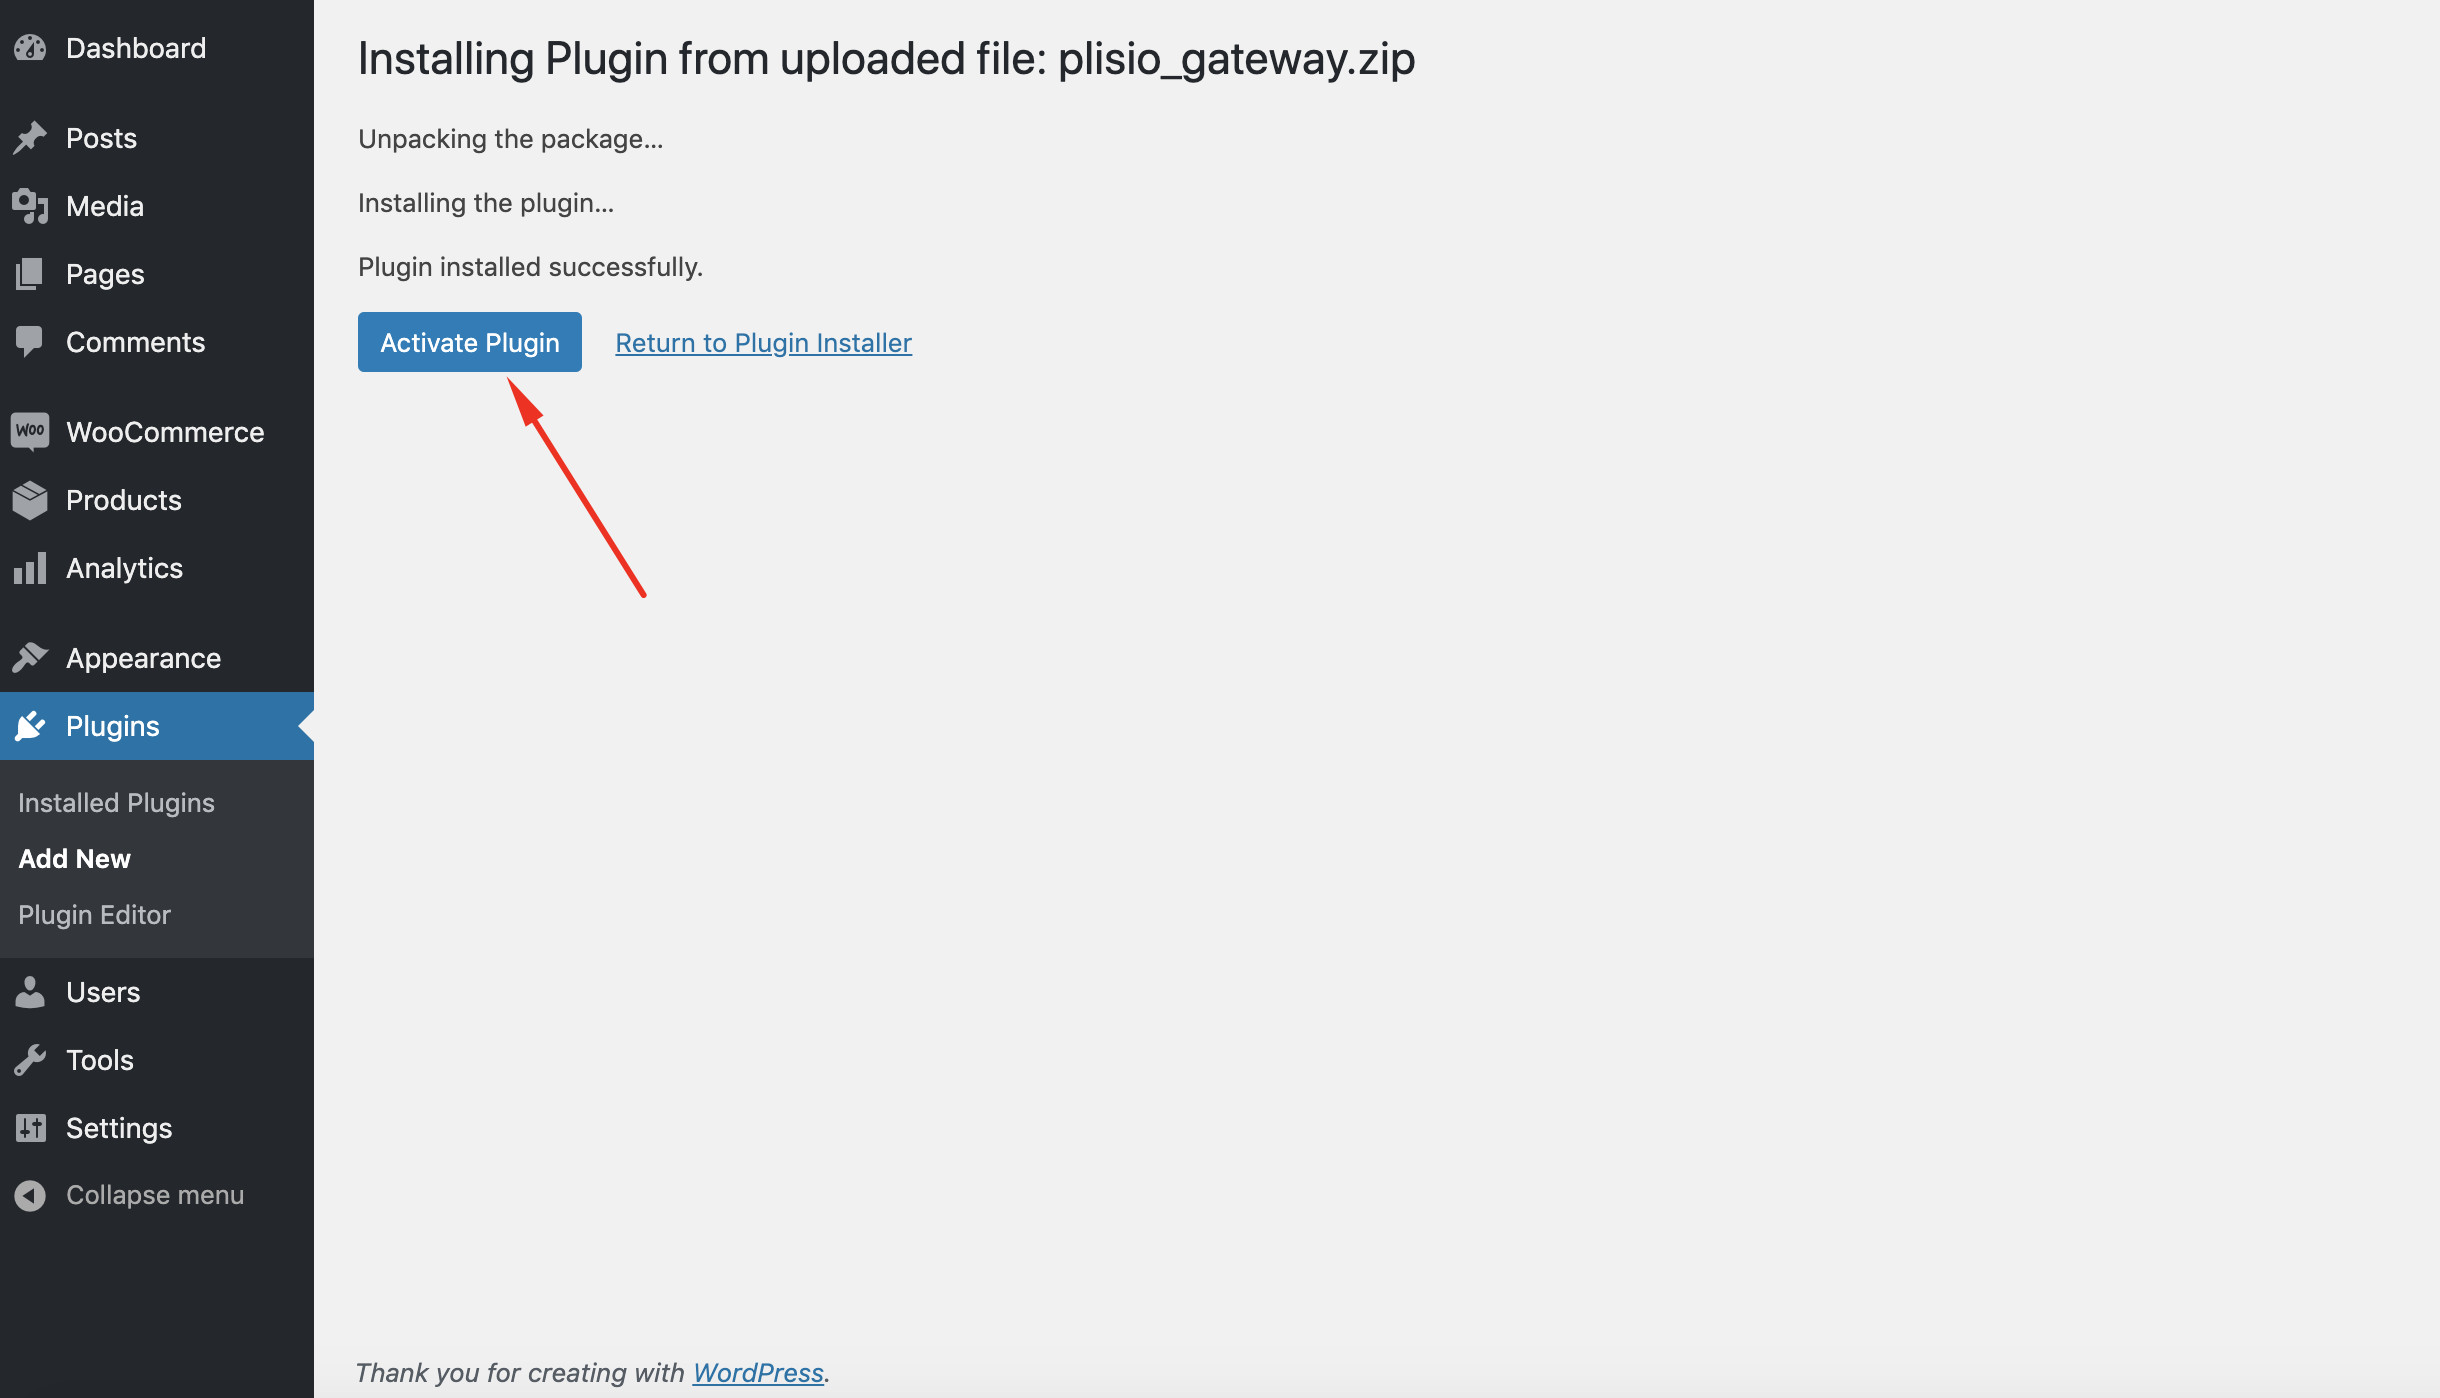 Dashboard
Posts
Media
Pages
Comments
Woo WooCommerce
Products
Analytics
Appearance
Plugins
Installed Plugins
Add New
Plugin Editor
Users
Tools
Settings
Collapse menu
Installing Plugin from uploaded file: plisio_gateway.zip
Unpacking the package...
Installing the plugin...
Plugin installed successfully.
Activate Plugin Return to Plugin Installer
Thank you for creating with WordPress.